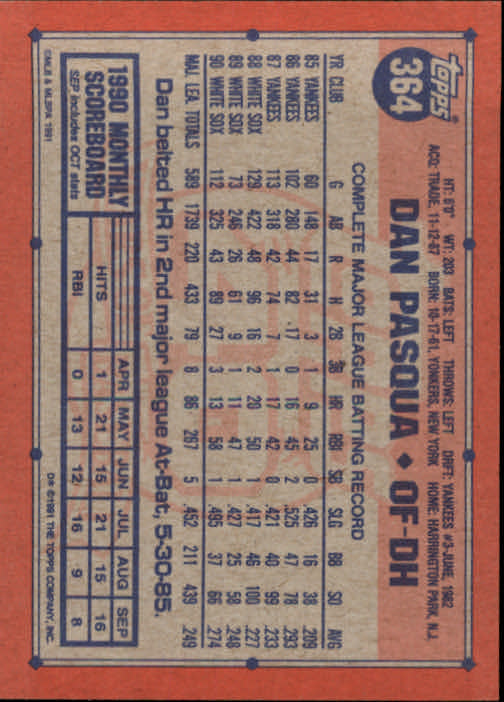 Topps
364
HT: 6'0" WT: 203 BATS: LEFT THROWS: LEFT DRFT: YANKEES #3-JUNE, 1982
ACQ: TRADE, 11-12-87 BORN: 10-17-61, YONKERS, NEW YORK HOME: HARRINGTON PARK, N.J.
DAN PASQUA ♦ OF-DH
COMPLETE MAJOR LEAGUE BATTING RECORD
YR CLUB G AB R H 2B 3B HR RBI SB SLG BB SO AVG
85 YANKEES 60 148 17 31 3 1 9 25 0 .426 16 38 .209
86 YANKEES 102 280 44 82 .17 0 16 45 2 .525 47 78 .293
87 YANKEES 113 318 42 74 7 1 17 42 0 .421 40 99 .233
88 WHITE SOX 129 422 48 96 16 2 20 50 1 .417 46 100 .227
89 WHITE SOX 73 246 26 61 9 1 11 47 1 .427 25 58 .248
90 WHITE SOX 112 325 43 89 27 3 13 58 1 .495 37 66 .274
MAJ. LEA. TOTALS 589 1739 220 433 79 8 86 267 5 .452 211 439 .249
Dan belted HR in 2nd major league At-Bat, 5-30-85.
1990 MONTHLY
SCOREBOARD
SEP includes OCT stats
APR MAY JUN JUL AUG SEP
HITS 1 21 15 21 15 16
RBI 0 13 12 16 9 8
©MLB & MLBPA 1991
D* © 1991 THE TOPPS COMPANY, INC.